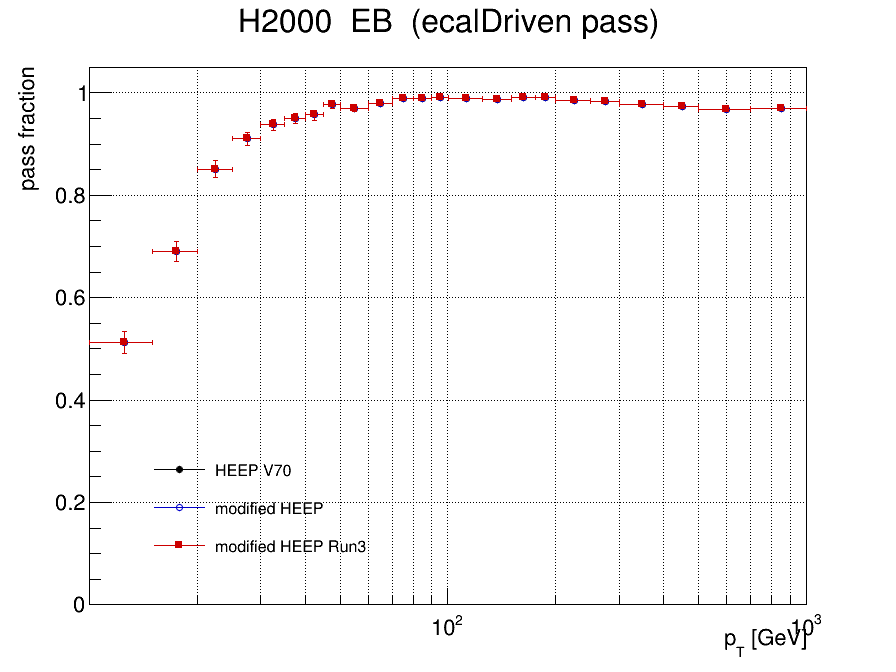 H2000 EB (ecalDriven pass)
pass fraction
1
0.8
0.6
0.4
0.2
0
HEEP V70
modified HEEP
modified HEEP Run3
10²
10³
p_T [GeV]